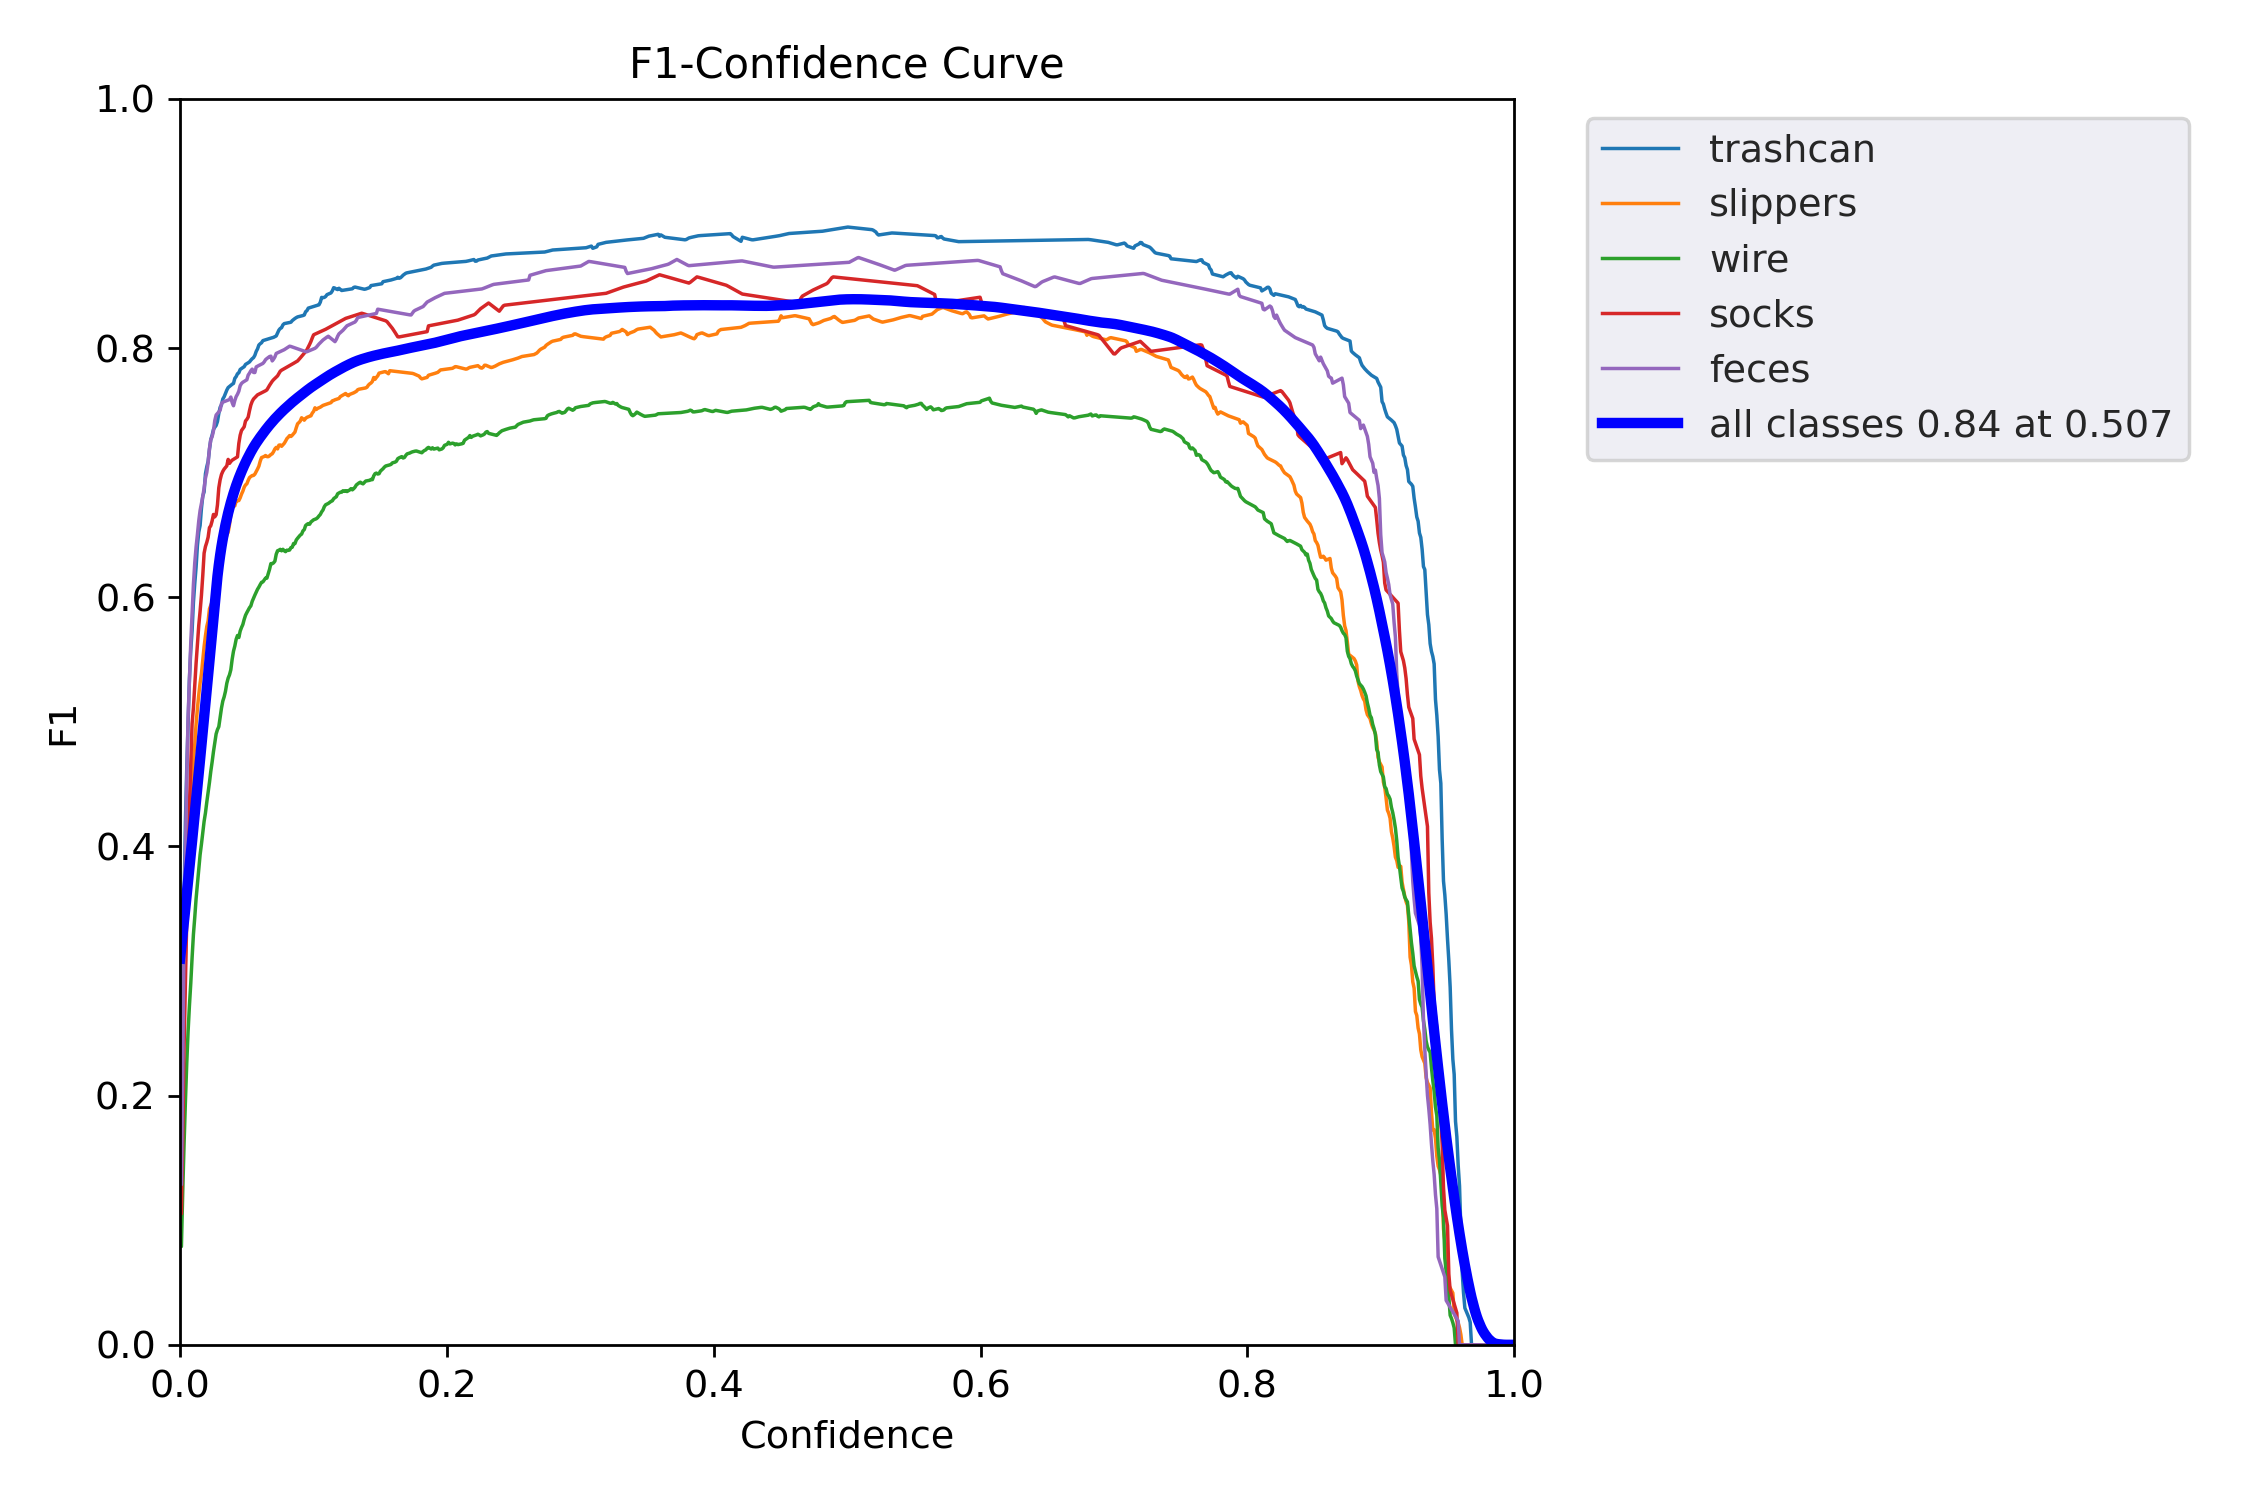 F1-Confidence Curve
1.0
0.8
0.6
0.4
0.2
0.0
F1
0.0 0.2 0.4 0.6 0.8 1.0
Confidence
trashcan
slippers
wire
socks
feces
all classes 0.84 at 0.507